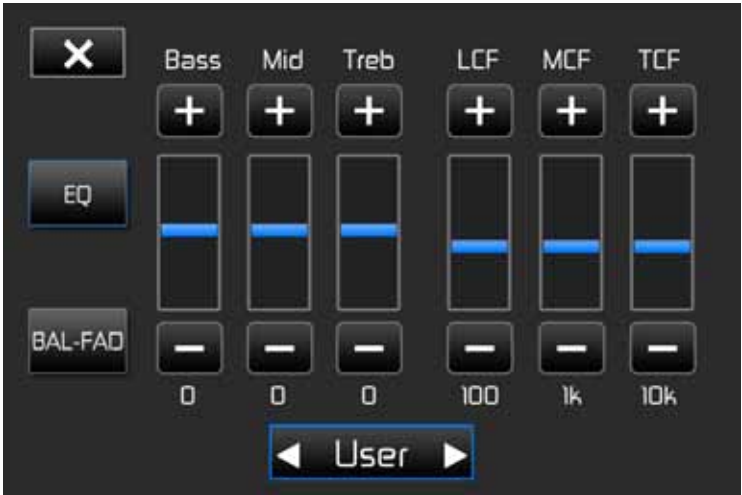 Bass Mid Treb LCF MCF TCF
EQ
BAL-FAD
0 0 0 100 1k 10k
User